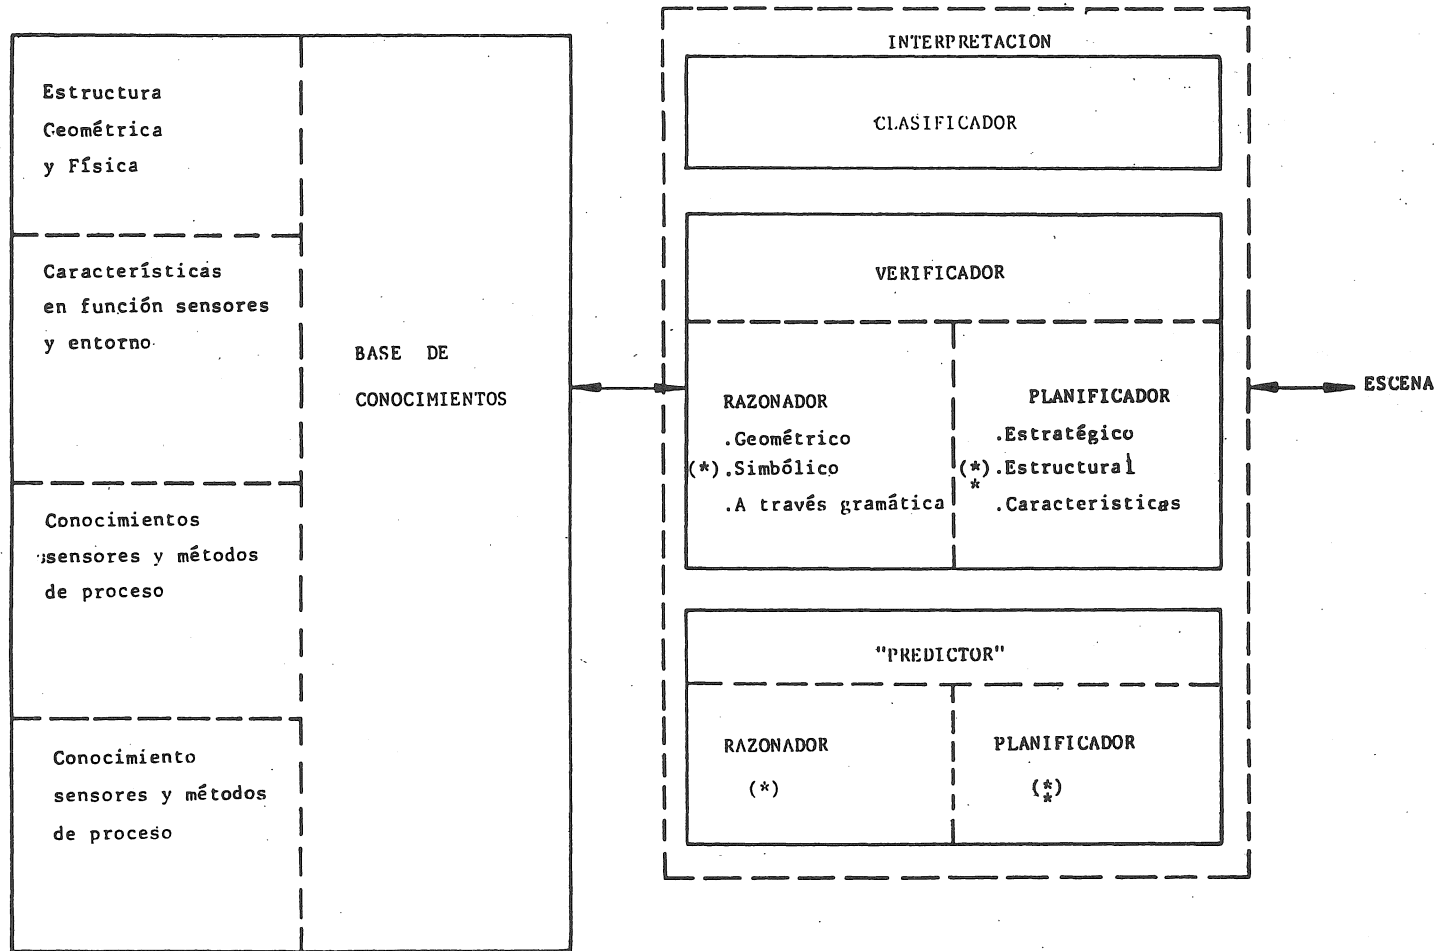 Estructura
Geométrica
y Física
Característícas
en función sensores
y entorno
Conocimientos
sensores y métodos
de proceso
Conocimiento
sensores y métodos
de proceso
BASE DE
CONOCIMIENTOS
INTERPRETACION
CLASIFICADOR
VERIFICADOR
RAZONADOR
.Geométrico
(*).Simbólico
.A través gramática
PLANIFICADOR
.Estratégico
(*).Estructural
*
.Caracteristicas
"PREDICTOR"
RAZONADOR
(*)
PLANIFICADOR
(*)
*
ESCENA